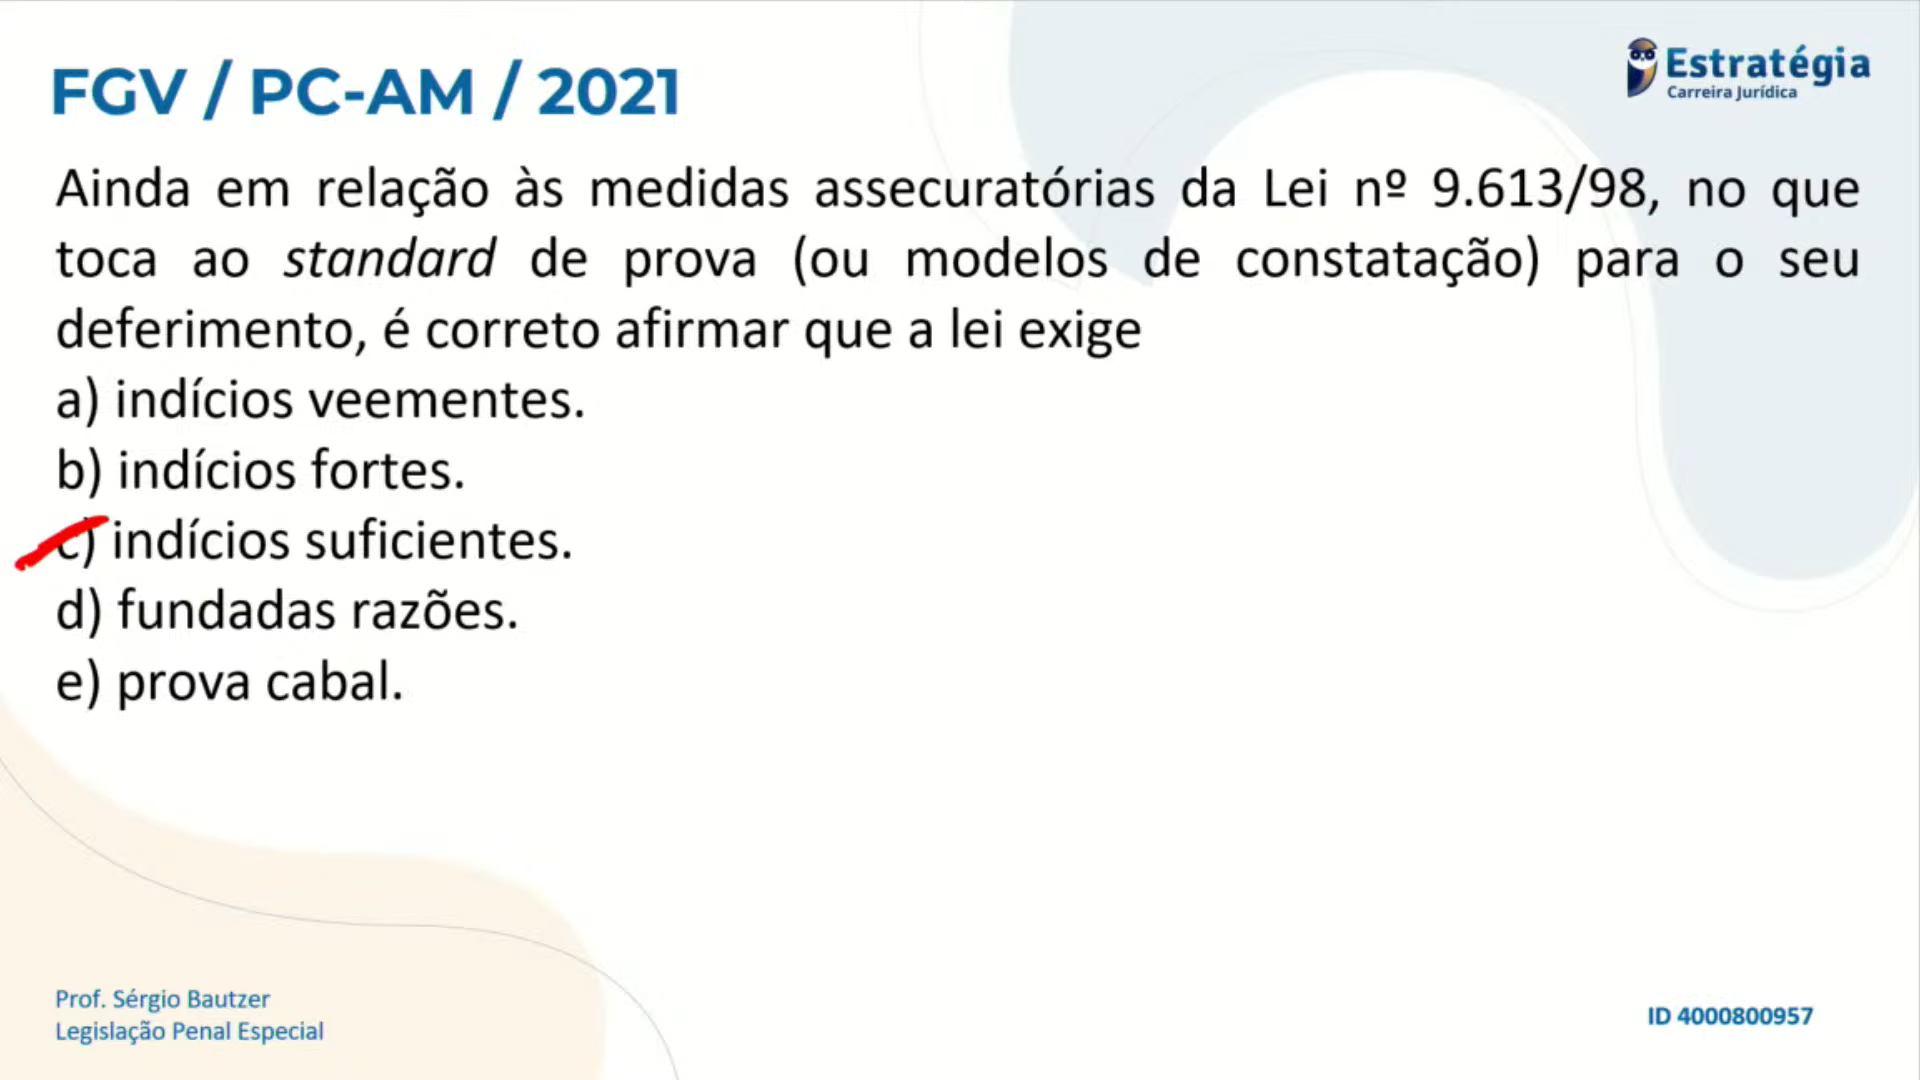 FGV / PC-AM / 2021
Estratégia
Carreira Jurídica
Ainda em relação às medidas assecuratórias da Lei nº 9.613/98, no que
toca ao standard de prova (ou modelos de constatação) para o seu
deferimento, é correto afirmar que a lei exige
a) indícios veementes.
b) indícios fortes.
c) indícios suficientes.
d) fundadas razões.
e) prova cabal.
Prof. Sérgio Bautzer
Legislação Penal Especial
ID 4000800957